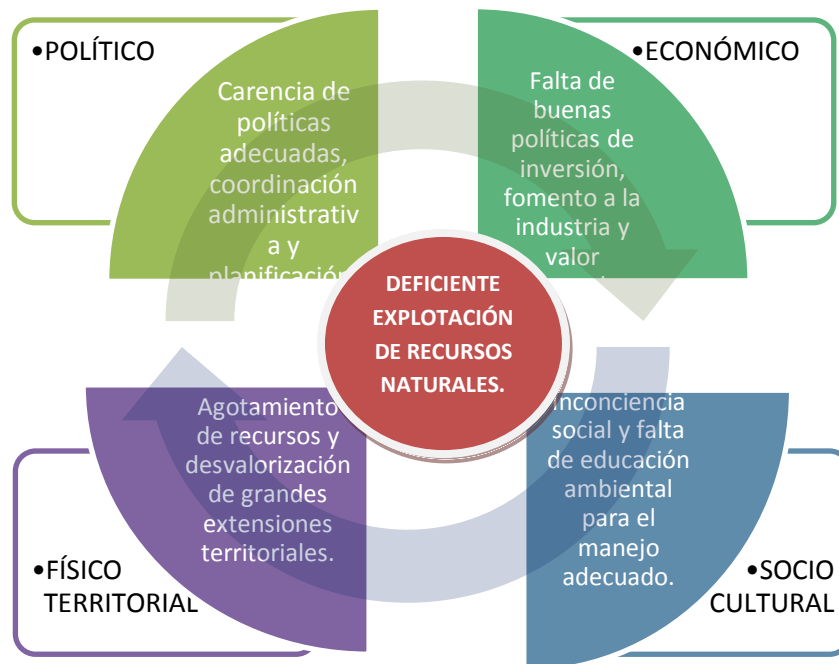 •POLÍTICO
Carencia de
políticas
adecuadas,
coordinación
administrativ
a y
planificación
•ECONÓMICO
Falta de
buenas
políticas de
inversión,
fomento a la
industria y
valor
DEFICIENTE
EXPLOTACIÓN
DE RECURSOS
NATURALES.
Agotamiento
de recursos y
desvalorización
de grandes
extensiones
territoriales.
•FÍSICO
TERRITORIAL
Inconciencia
social y falta
de educación
ambiental
para el
manejo
adecuado.
•SOCIO
CULTURAL